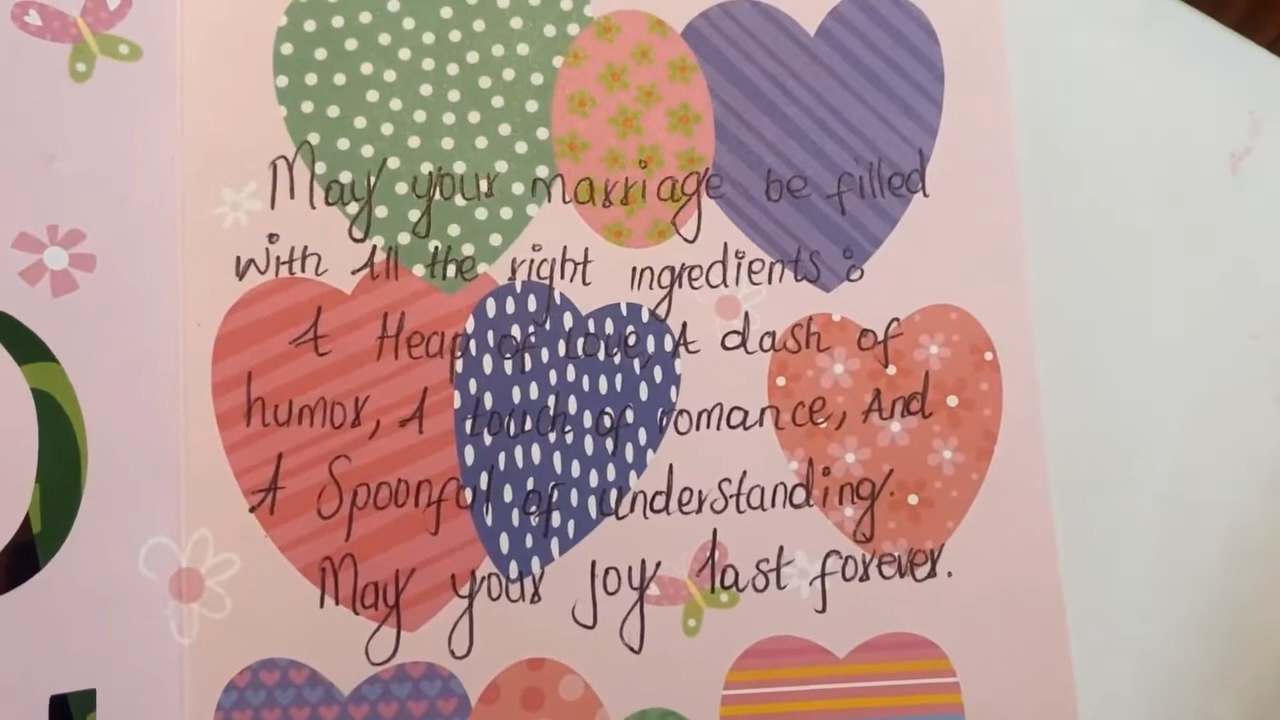 May your marriage be filled
with All the right ingredients :
A Heap of Love, A dash of
humor, A touch of romance, And
A Spoonful of understanding.
May your joy last forever.